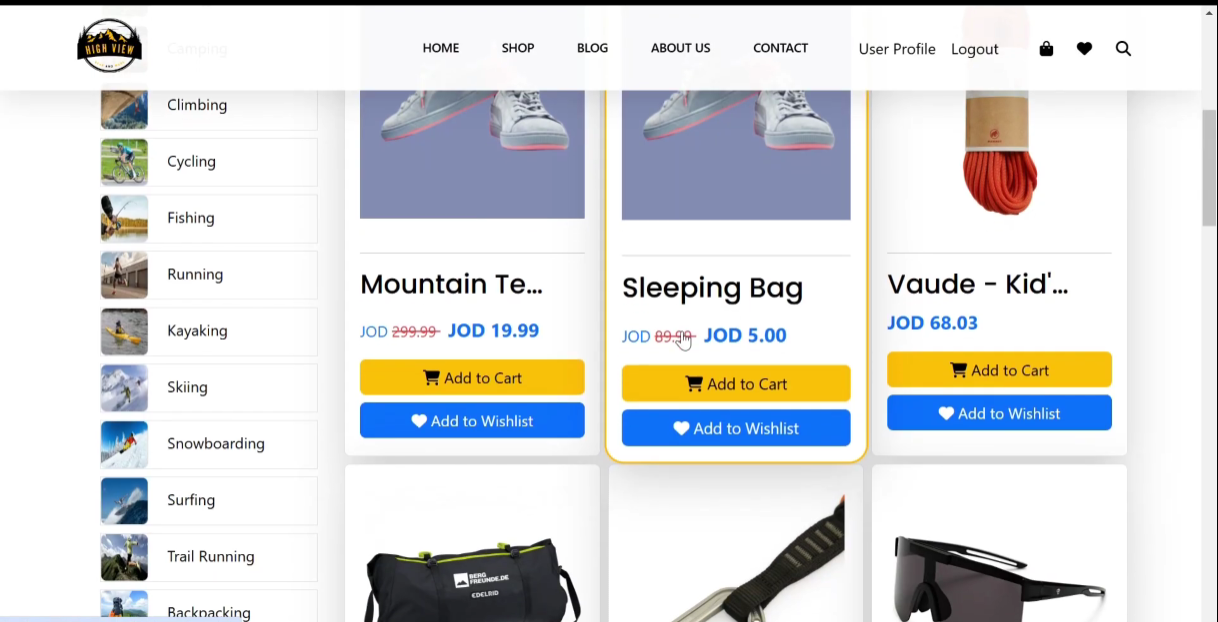 HIGH VIEW
HOME
SHOP
BLOG
ABOUT US
CONTACT
User Profile
Logout
Camping
Climbing
Cycling
Fishing
Running
Kayaking
Skiing
Snowboarding
Surfing
Trail Running
Backpacking
Mountain Te...
JOD 299.99 JOD 19.99
Add to Cart
Add to Wishlist
Sleeping Bag
JOD 89.99 JOD 5.00
Add to Cart
Add to Wishlist
Vaude - Kid'...
JOD 68.03
Add to Cart
Add to Wishlist
BERG
FREUNDE.DE
EDELRID